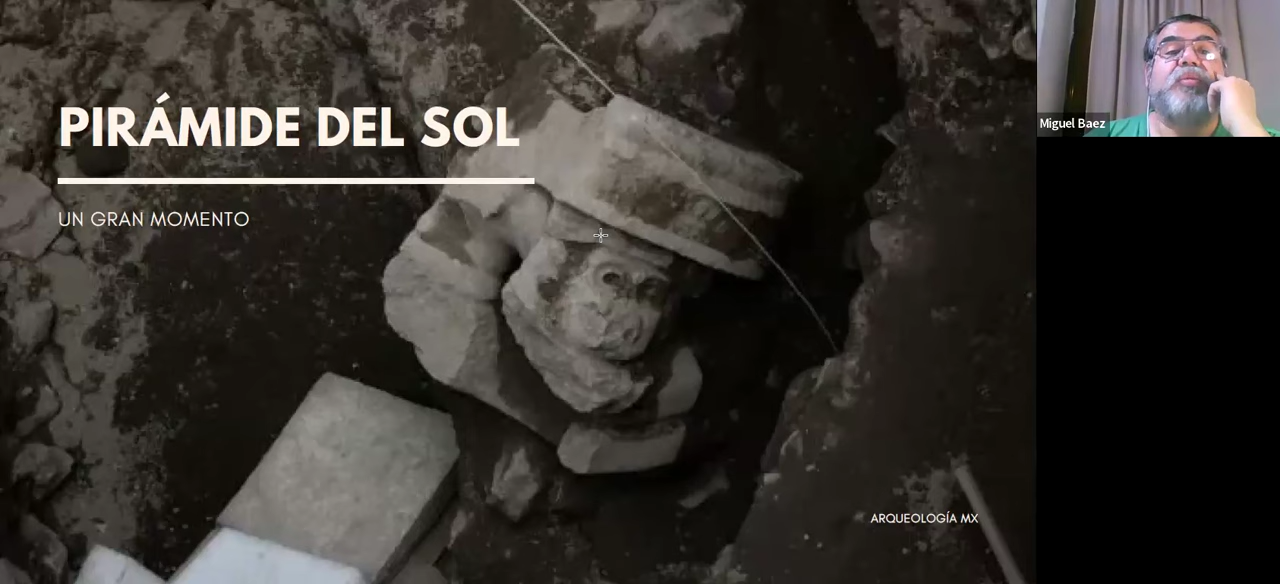 PIRÁMIDE DEL SOL
UN GRAN MOMENTO
ARQUEOLOGÍA MX
Miguel Baez